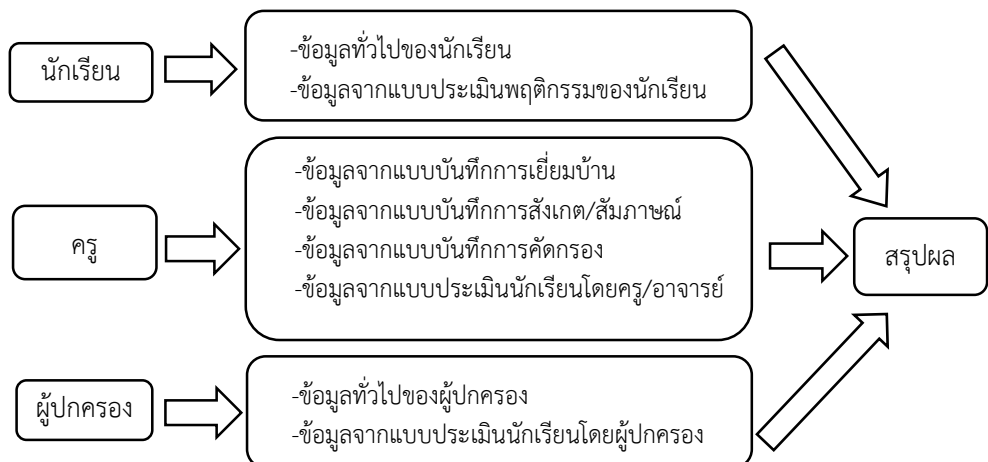 นักเรียน
-ข้อมูลทั่วไปของนักเรียน
-ข้อมูลจากแบบประเมินพฤติกรรมของนักเรียน
ครู
-ข้อมูลจากแบบบันทึกการเยี่ยมบ้าน
-ข้อมูลจากแบบบันทึกการสังเกต/สัมภาษณ์
-ข้อมูลจากแบบบันทึกการคัดกรอง
-ข้อมูลจากแบบประเมินนักเรียนโดยครู/อาจารย์
สรุปผล
ผู้ปกครอง
-ข้อมูลทั่วไปของผู้ปกครอง
-ข้อมูลจากแบบประเมินนักเรียนโดยผู้ปกครอง